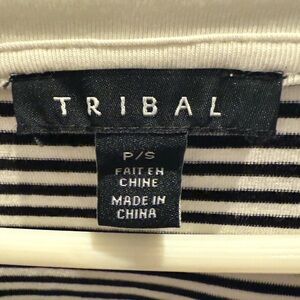 TRIBAL
P/S
FAIT EN
CHINE
MADE IN
CHINA